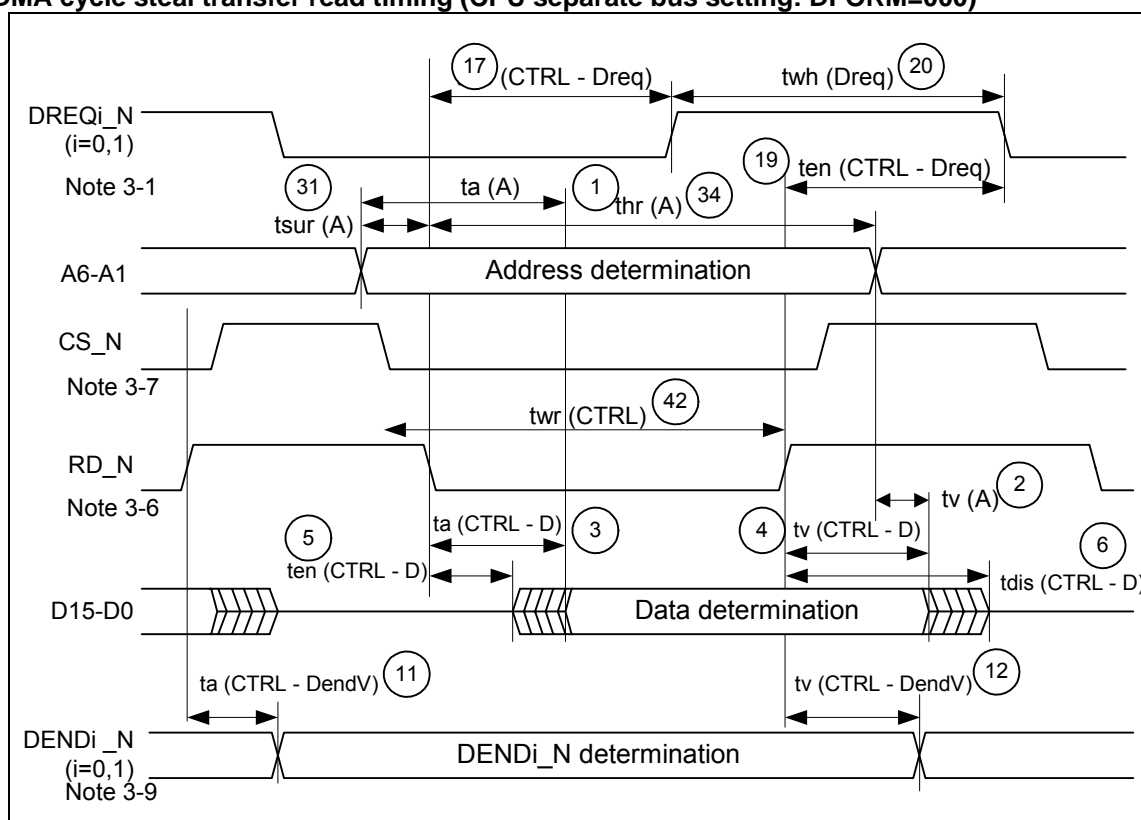 DMA cycle steal transfer read timing (CPU separate bus setting: DFORM=000)
17 (CTRL - Dreq)
twh (Dreq) 20
DREQi_N
(i=0,1)
Note 3-1
31
ta (A)
1
19
ten (CTRL - Dreq)
tsur (A)
thr (A) 34
A6-A1
Address determination
CS_N
Note 3-7
twr (CTRL) 42
RD_N
Note 3-6
tv (A) 2
5
ta (CTRL - D) 3
4
tv (CTRL - D)
6
ten (CTRL - D)
tdis (CTRL - D)
D15-D0
Data determination
ta (CTRL - DendV) 11
tv (CTRL - DendV) 12
DENDi _N
(i=0,1)
Note 3-9
DENDi_N determination